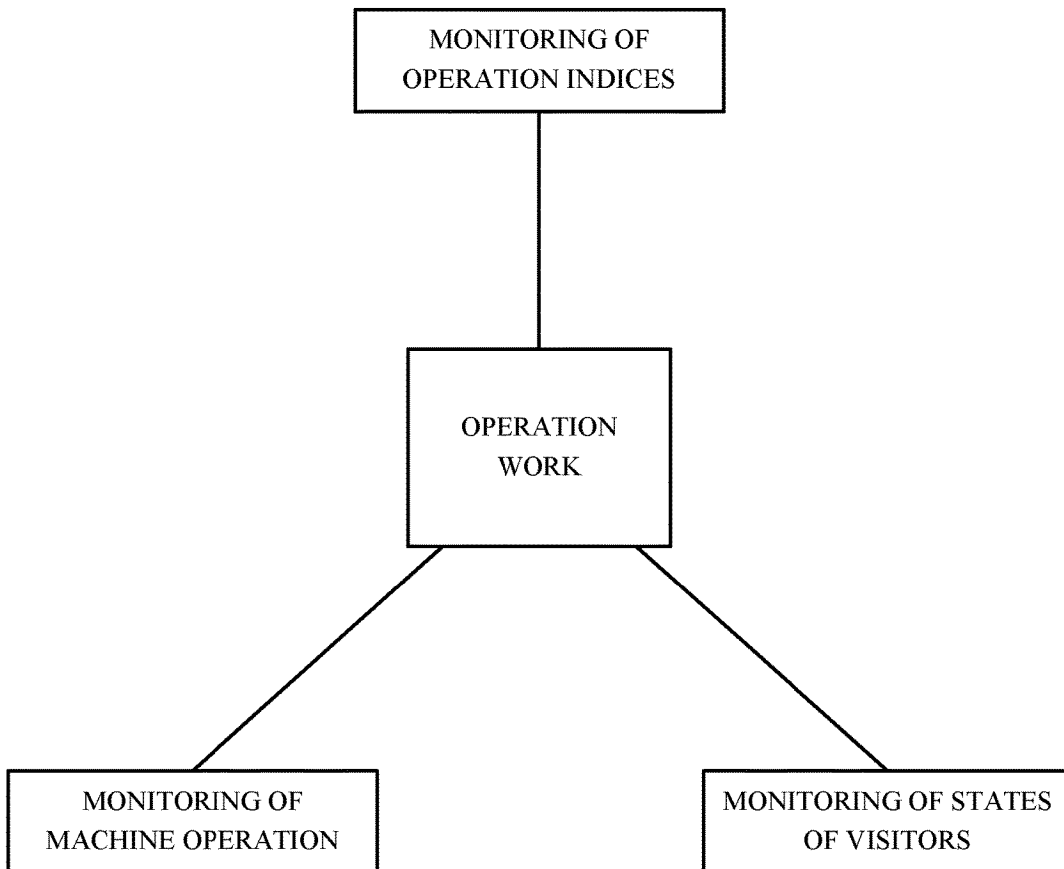 MONITORING OF
OPERATION INDICES
OPERATION
WORK
MONITORING OF
MACHINE OPERATION
MONITORING OF STATES
OF VISITORS